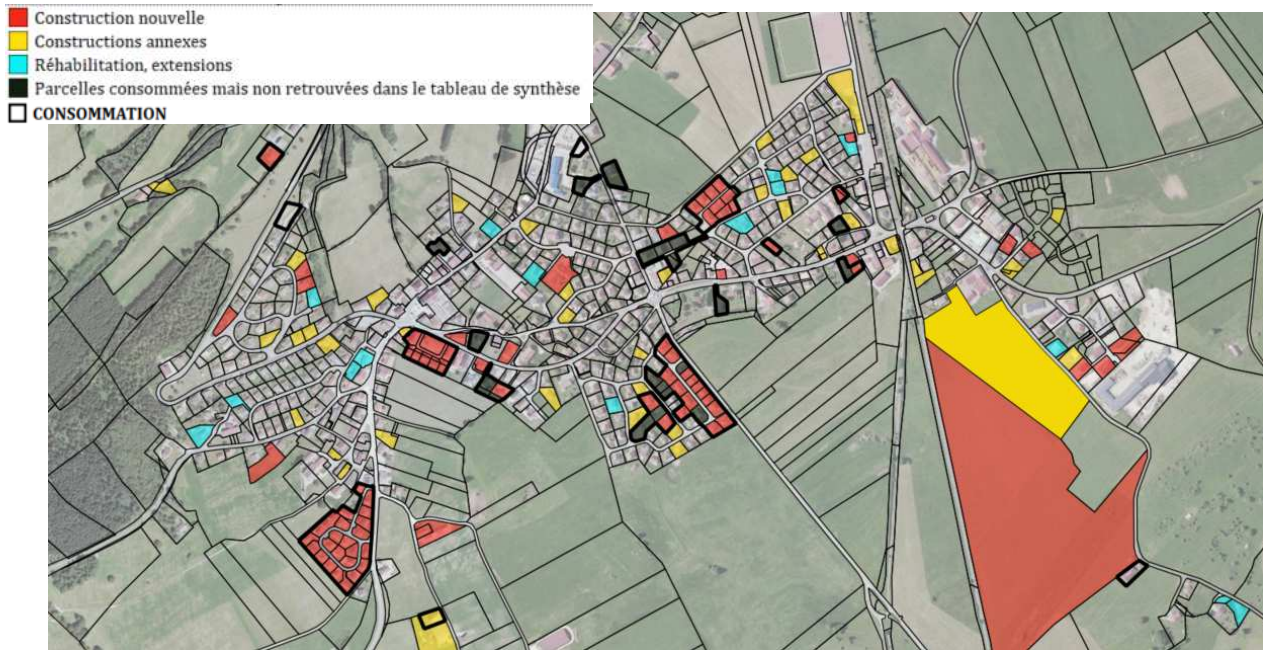 Construction nouvelle
Constructions annexes
Réhabilitation, extensions
Parcelles consommées mais non retrouvées dans le tableau de synthèse
CONSOMMATION